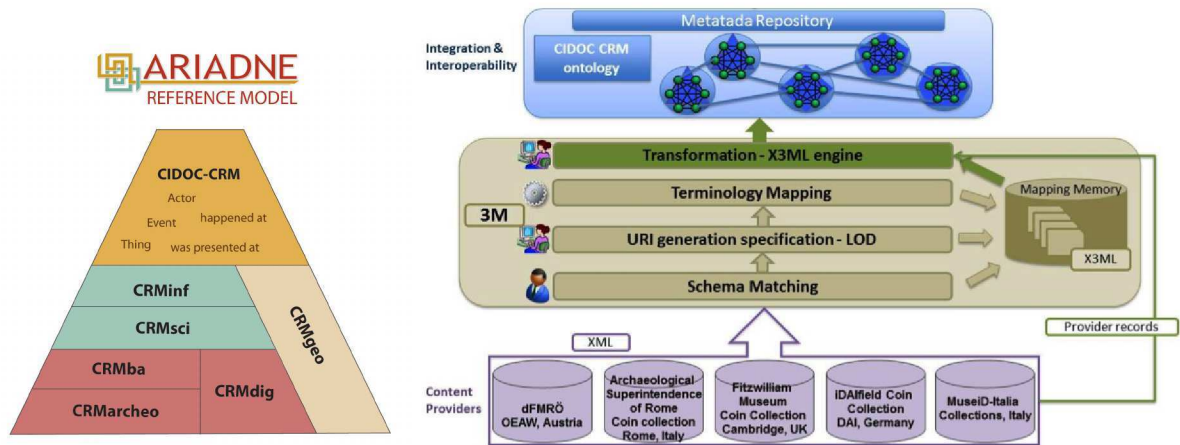 ARIADNE
REFERENCE MODEL
CIDOC-CRM
Actor
Event
happened at
Thing
was presented at
CRMinf
CRMsci
CRMgeo
CRMba
CRMdig
CRMarcheo
Metatada Repository
Integration &
Interoperability
CIDOC CRM
ontology
Transformation - X3ML engine
Terminology Mapping
Mapping Memory
3M
URI generation specification - LOD
X3ML
Schema Matching
Provider records
XML
Content
Providers
dFMRÖ
OEAW, Austria
Archaeological
Superintendence
of Rome
Coin collection
Rome, Italy
Fitzwilliam
Museum
Coin Collection
Cambridge, UK
iDAIfield Coin
Collection
DAI, Germany
MuseiD-Italia
Collections, Italy